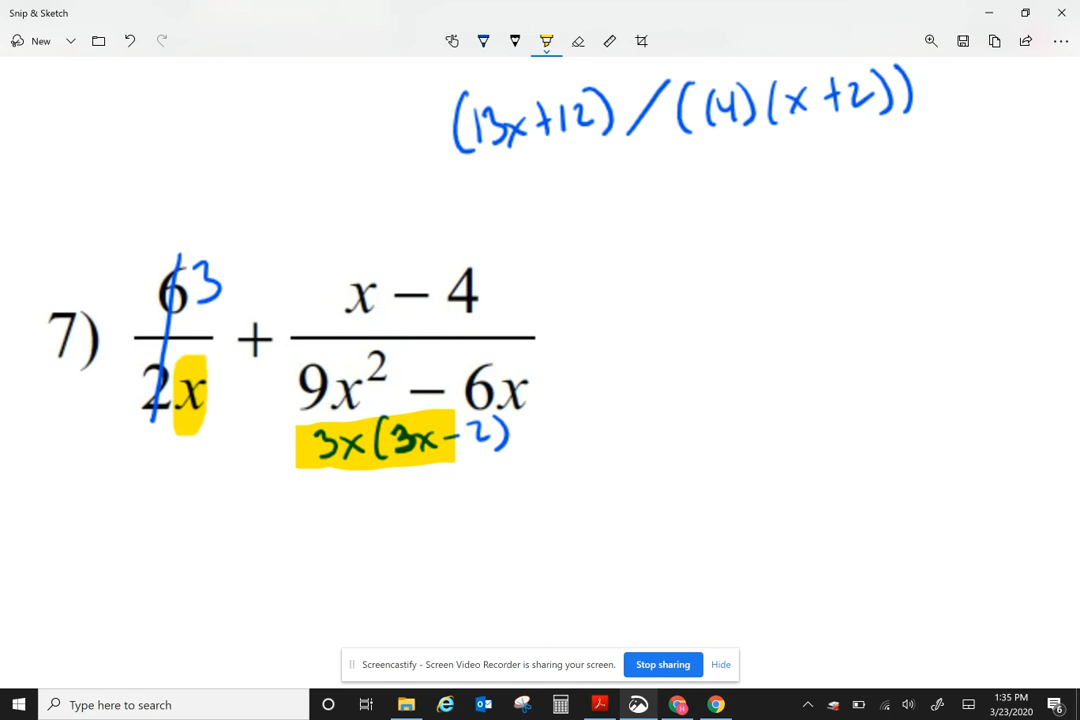 Snip & Sketch
New
(13x+12)/((4)(x+2))
7) 6/2x + (x − 4)/(9x² − 6x)
3
3x(3x-2)
Screencastify - Screen Video Recorder is sharing your screen.
Stop sharing
Hide
Type here to search
1:35 PM
3/23/2020
6